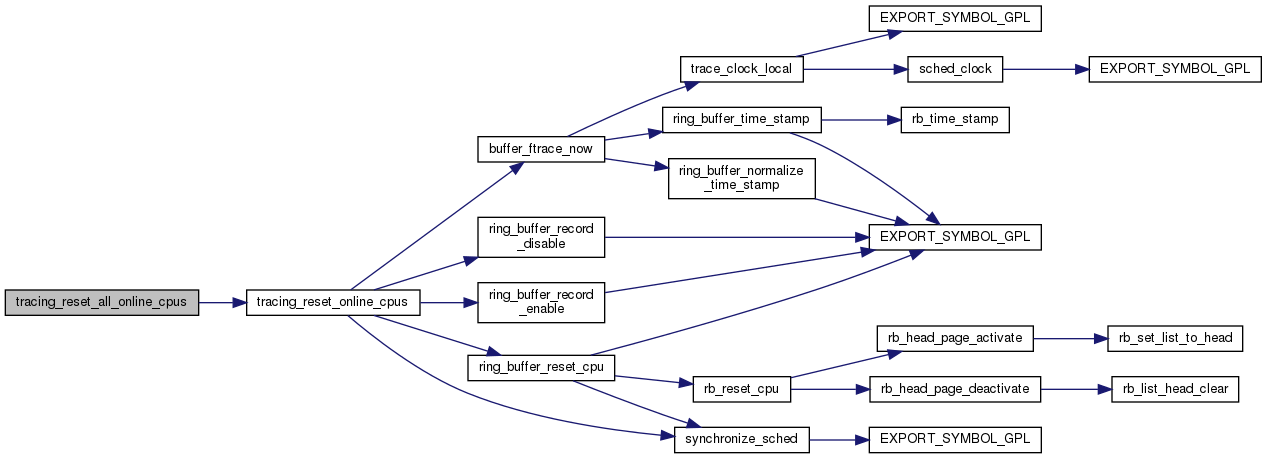 EXPORT_SYMBOL_GPL
trace_clock_local
sched_clock
EXPORT_SYMBOL_GPL
ring_buffer_time_stamp
rb_time_stamp
buffer_ftrace_now
ring_buffer_normalize
_time_stamp
ring_buffer_record
_disable
EXPORT_SYMBOL_GPL
tracing_reset_all_online_cpus
tracing_reset_online_cpus
ring_buffer_record
_enable
rb_head_page_activate
rb_set_list_to_head
ring_buffer_reset_cpu
rb_reset_cpu
rb_head_page_deactivate
rb_list_head_clear
synchronize_sched
EXPORT_SYMBOL_GPL